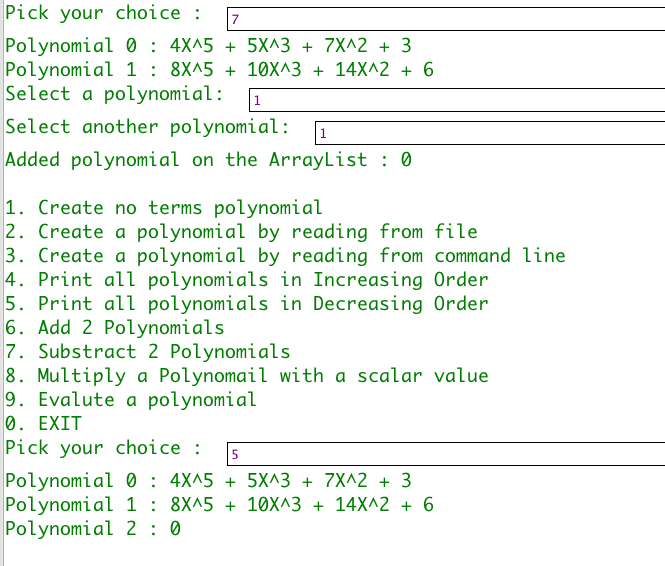 Pick your choice : 7
Polynomial 0 : 4X^5 + 5X^3 + 7X^2 + 3
Polynomial 1 : 8X^5 + 10X^3 + 14X^2 + 6
Select a polynomial: 1
Select another polynomial: 1
Added polynomial on the ArrayList : 0
1. Create no terms polynomial
2. Create a polynomial by reading from file
3. Create a polynomial by reading from command line
4. Print all polynomials in Increasing Order
5. Print all polynomials in Decreasing Order
6. Add 2 Polynomials
7. Substract 2 Polynomials
8. Multiply a Polynomail with a scalar value
9. Evalute a polynomial
0. EXIT
Pick your choice : 5
Polynomial 0 : 4X^5 + 5X^3 + 7X^2 + 3
Polynomial 1 : 8X^5 + 10X^3 + 14X^2 + 6
Polynomial 2 : 0